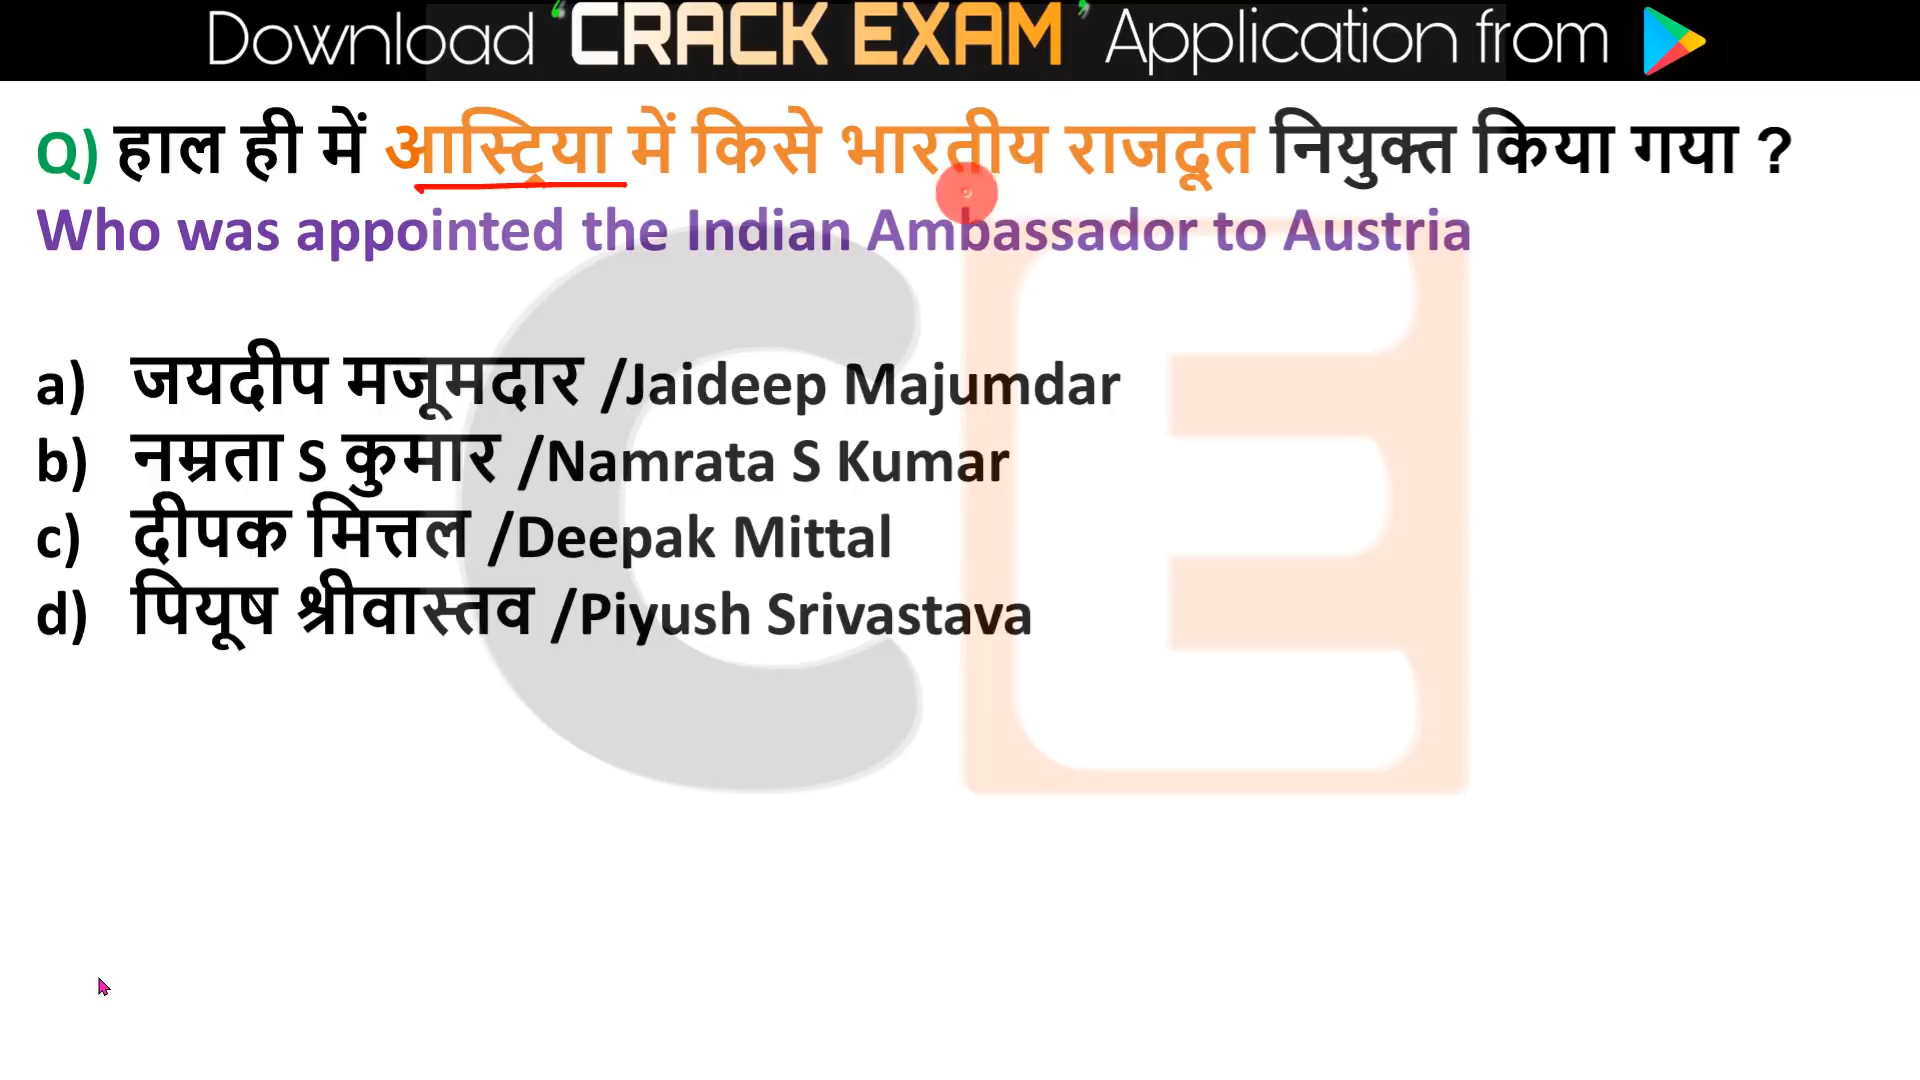 Download ‘CRACK EXAM’ Application from
Q) हाल ही में आस्ट्रिया में किसे भारतीय राजदूत नियुक्त किया गया ?
Who was appointed the Indian Ambassador to Austria
a) जयदीप मजूमदार /Jaideep Majumdar
b) नम्रता S कुमार /Namrata S Kumar
c) दीपक मित्तल /Deepak Mittal
d) पियूष श्रीवास्तव /Piyush Srivastava
CE